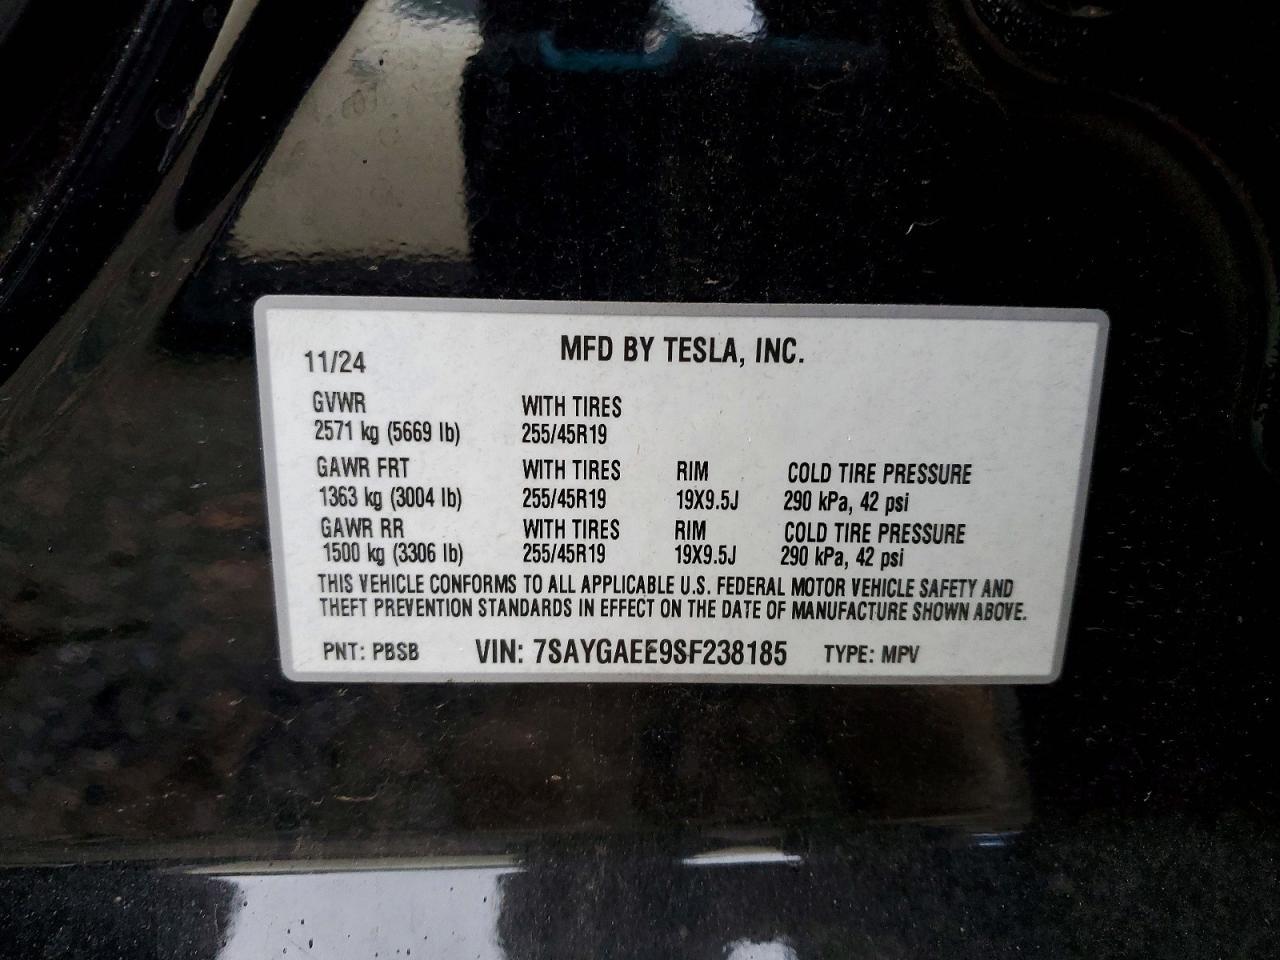 MFD BY TESLA, INC.
11/24
GVWR WITH TIRES
2571 kg (5669 lb) 255/45R19
GAWR FRT WITH TIRES RIM COLD TIRE PRESSURE
1363 kg (3004 lb) 255/45R19 19X9.5J 290 kPa, 42 psi
GAWR RR WITH TIRES RIM COLD TIRE PRESSURE
1500 kg (3306 lb) 255/45R19 19X9.5J 290 kPa, 42 psi
THIS VEHICLE CONFORMS TO ALL APPLICABLE U.S. FEDERAL MOTOR VEHICLE SAFETY AND
THEFT PREVENTION STANDARDS IN EFFECT ON THE DATE OF MANUFACTURE SHOWN ABOVE.
PNT: PBSB VIN: 7SAYGAEE9SF238185 TYPE: MPV